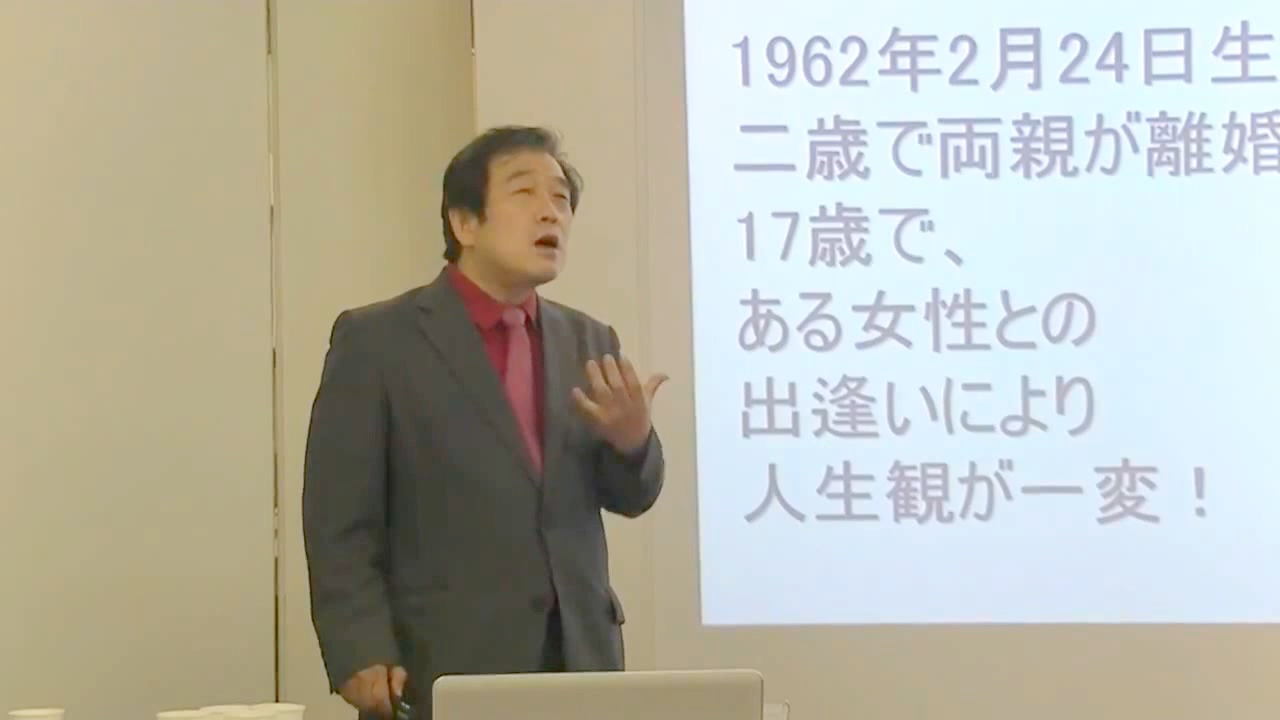 1962年2月24日生
二歳で両親が離婚
17歳で、
ある女性との
出逢いにより
人生観が一変！